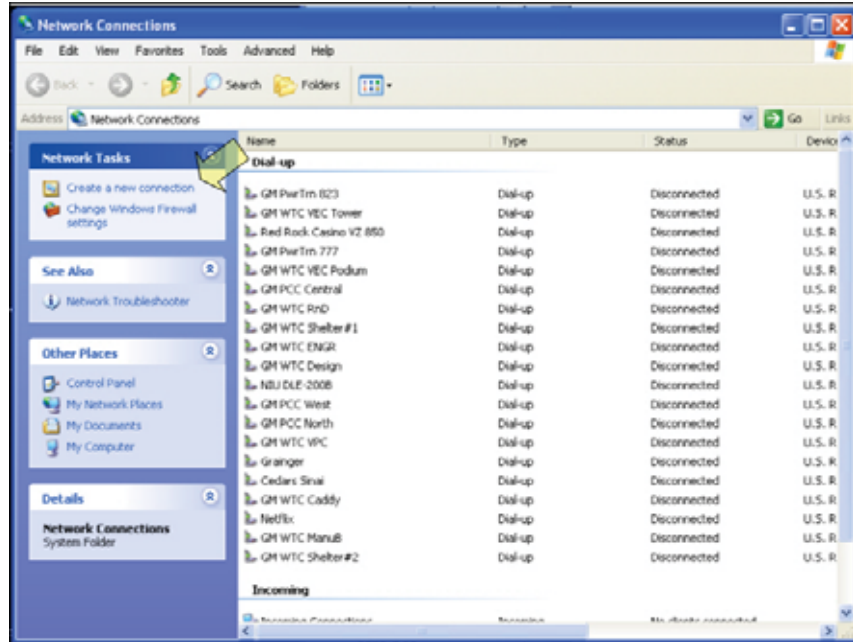 Network Connections
File Edit View Favorites Tools Advanced Help
Back Search Folders
Address Network Connections Go Links
Network Tasks
Create a new connection
Change Windows Firewall
settings
See Also
Network Troubleshooter
Other Places
Control Panel
My Network Places
My Documents
My Computer
Details
Network Connections
System Folder
Name Type Status Device
Dial-up
GM PwrTrn 823 Dial-up Disconnected U.S. R
GM WTC VEC Tower Dial-up Disconnected U.S. R
Red Rock Casino VZ 850 Dial-up Disconnected U.S. R
GM PwrTrn 777 Dial-up Disconnected U.S. R
GM WTC VEC Podium Dial-up Disconnected U.S. R
GM PCC Central Dial-up Disconnected U.S. R
GM WTC RnD Dial-up Disconnected U.S. R
GM WTC Shelter#1 Dial-up Disconnected U.S. R
GM WTC ENGR Dial-up Disconnected U.S. R
GM WTC Design Dial-up Disconnected U.S. R
NIU DLE-200B Dial-up Disconnected U.S. R
GM PCC West Dial-up Disconnected U.S. R
GM PCC North Dial-up Disconnected U.S. R
GM WTC VPC Dial-up Disconnected U.S. R
Grainger Dial-up Disconnected U.S. R
Cedars Sinai Dial-up Disconnected U.S. R
GM WTC Caddy Dial-up Disconnected U.S. R
Netflix Dial-up Disconnected U.S. R
GM WTC ManuB Dial-up Disconnected U.S. R
GM WTC Shelter#2 Dial-up Disconnected U.S. R
Incoming
Incoming Connections Incoming No clients connected